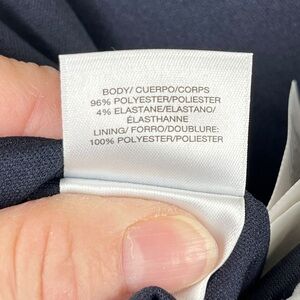 BODY/ CUERPO/CORPS
96% POLYESTER/POLIESTER
4% ELASTANE/ELASTANO/
ÉLASTHANNE
LINING/ FORRO/DOUBLURE:
100% POLYESTER/POLIESTER